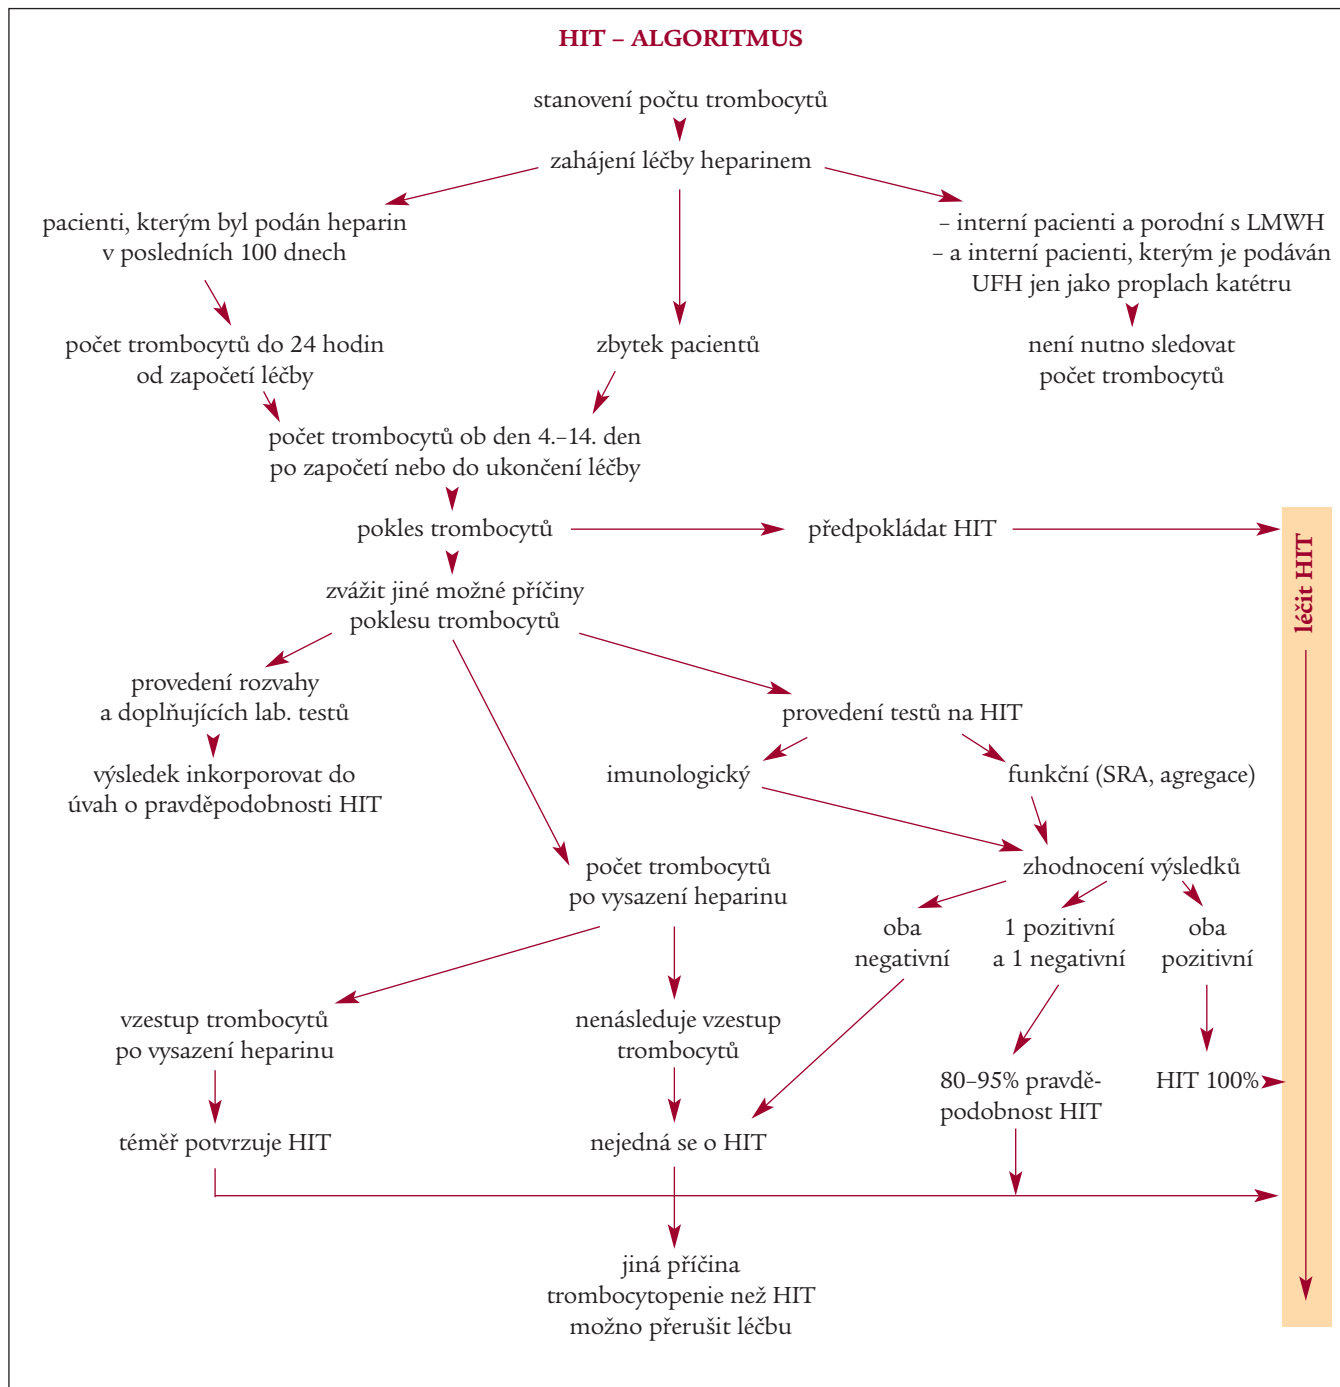 HIT – ALGORITMUS
stanovení počtu trombocytů
zahájení léčby heparinem
pacienti, kterým byl podán heparin
v posledních 100 dnech
– interní pacienti a porodní s LMWH
– a interní pacienti, kterým je podáván
UFH jen jako proplach katétru
počet trombocytů do 24 hodin
od započetí léčby
zbytek pacientů
není nutno sledovat
počet trombocytů
počet trombocytů ob den 4.–14. den
po započetí nebo do ukončení léčby
pokles trombocytů
předpokládat HIT
léčit HIT
zvážit jiné možné příčiny
poklesu trombocytů
provedení rozvahy
a doplňujících lab. testů
provedení testů na HIT
výsledek inkorporovat do
úvah o pravděpodobnosti HIT
imunologický
funkční (SRA, agregace)
počet trombocytů
po vysazení heparinu
zhodnocení výsledků
oba
negativní
1 pozitivní
a 1 negativní
oba
pozitivní
vzestup trombocytů
po vysazení heparinu
nenásleduje vzestup
trombocytů
80–95% pravdě-
podobnost HIT
HIT 100%
téměř potvrzuje HIT
nejedná se o HIT
jiná příčina
trombocytopenie než HIT
možno přerušit léčbu